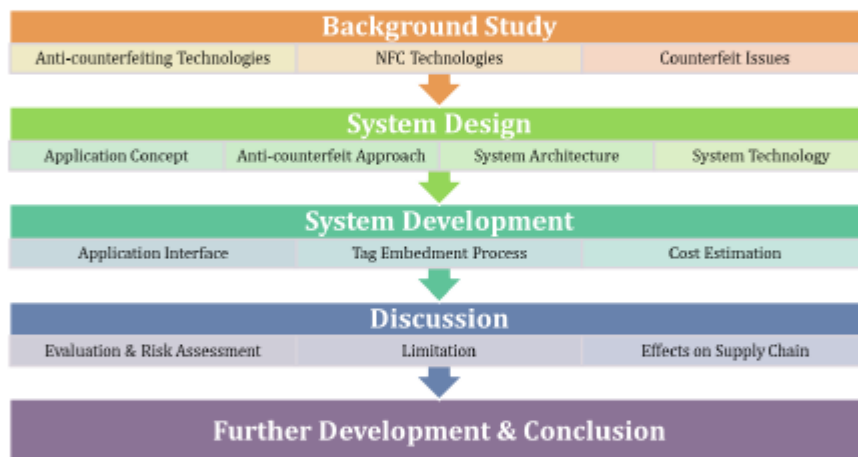 Background Study
Anti-counterfeiting Technologies NFC Technologies Counterfeit Issues
System Design
Application Concept Anti-counterfeit Approach System Architecture System Technology
System Development
Application Interface Tag Embedment Process Cost Estimation
Discussion
Evaluation & Risk Assessment Limitation Effects on Supply Chain
Further Development & Conclusion